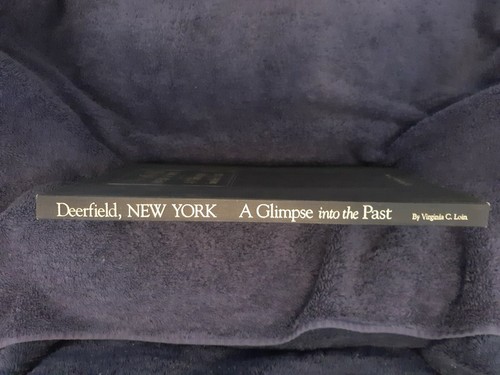 Deerfield, NEW YORK A Glimpse into the Past By Virginia C. Loin